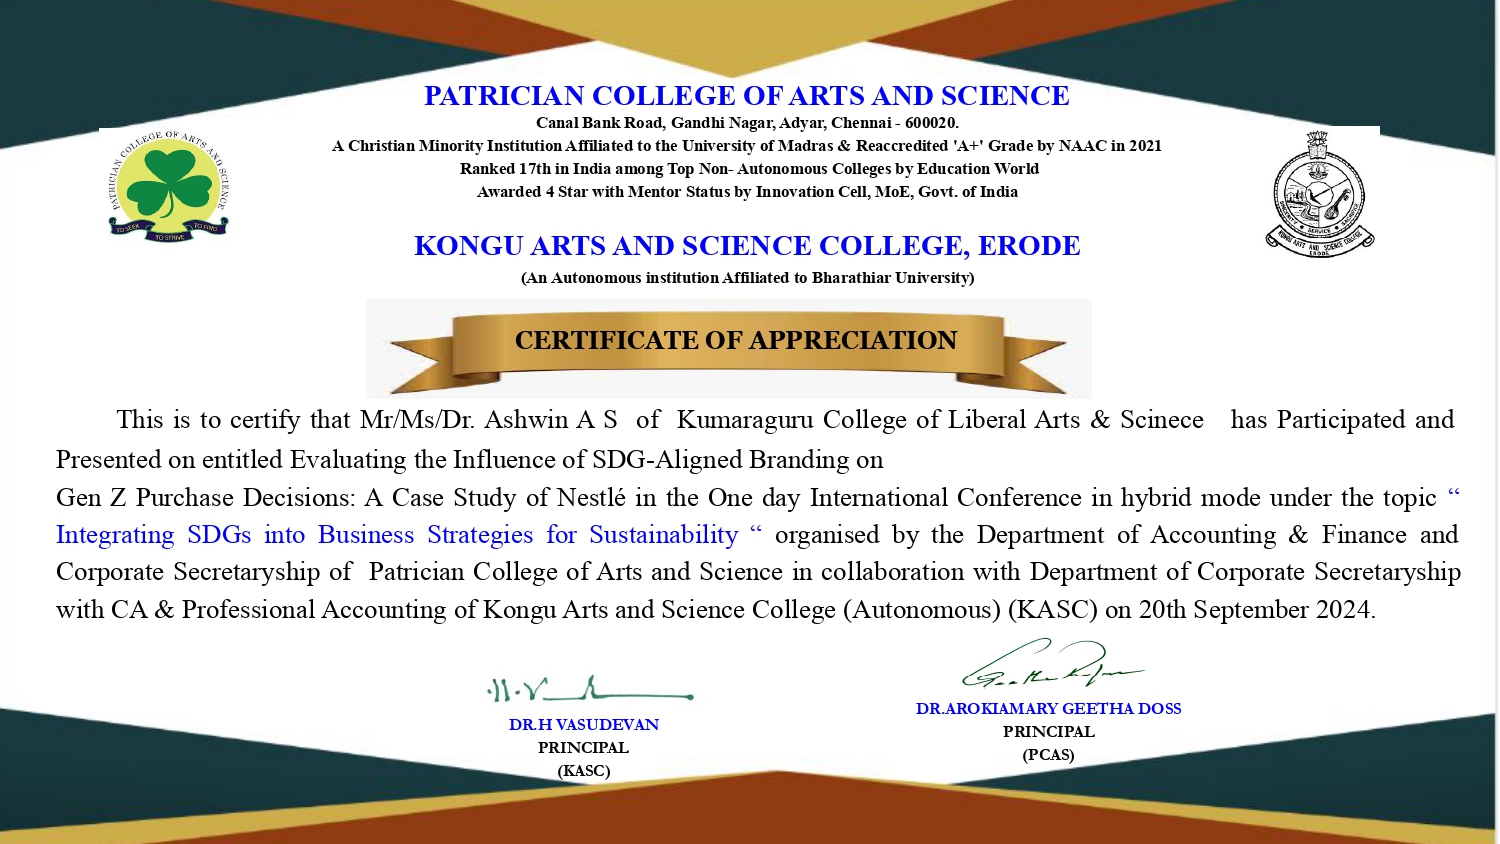 PATRICIAN COLLEGE OF ARTS AND SCIENCE
Canal Bank Road, Gandhi Nagar, Adyar, Chennai - 600020.
A Christian Minority Institution Affiliated to the University of Madras & Reaccredited 'A+' Grade by NAAC in 2021
Ranked 17th in India among Top Non- Autonomous Colleges by Education World
Awarded 4 Star with Mentor Status by Innovation Cell, MoE, Govt. of India
PATRICIAN COLLEGE OF ARTS AND SCIENCE
TO SEEK
TO STRIVE
TO FIND
SERVICE
KONGU ARTS AND SCIENCE COLLEGE
ERODE
KONGU ARTS AND SCIENCE COLLEGE, ERODE
(An Autonomous institution Affiliated to Bharathiar University)
CERTIFICATE OF APPRECIATION
This is to certify that Mr/Ms/Dr. Ashwin A S of Kumaraguru College of Liberal Arts & Scinece has Participated and
Presented on entitled Evaluating the Influence of SDG-Aligned Branding on
Gen Z Purchase Decisions: A Case Study of Nestlé in the One day International Conference in hybrid mode under the topic “
Integrating SDGs into Business Strategies for Sustainability “ organised by the Department of Accounting & Finance and
Corporate Secretaryship of Patrician College of Arts and Science in collaboration with Department of Corporate Secretaryship
with CA & Professional Accounting of Kongu Arts and Science College (Autonomous) (KASC) on 20th September 2024.
DR.H VASUDEVAN
PRINCIPAL
(KASC)
DR.AROKIAMARY GEETHA DOSS
PRINCIPAL
(PCAS)